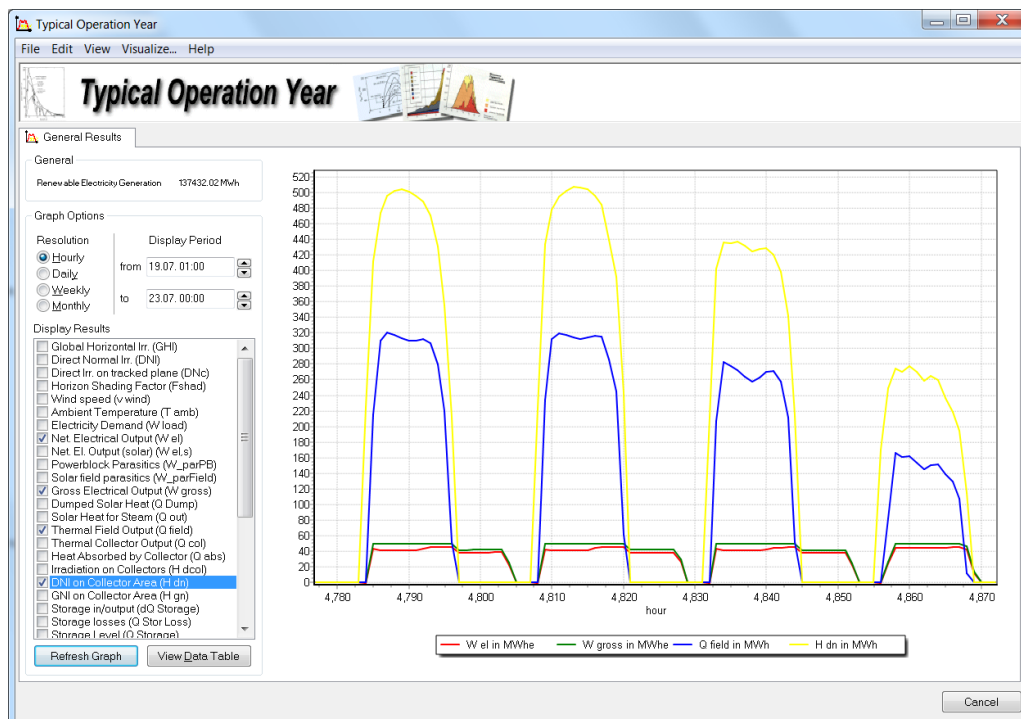 Typical Operation Year
File Edit View Visualize... Help
Typical Operation Year
General Results
General
Renewable Electricity Generation 137432.02 MWh
Graph Options
Resolution Display Period
Hourly
from 19.07. 01:00
Daily
Weekly
to 23.07. 00:00
Monthly
Display Results
Global Horizontal Irr. (GHI)
Direct Normal Irr. (DNI)
Direct Irr. on tracked plane (DNc)
Horizon Shading Factor (Fshad)
Wind speed (v wind)
Ambient Temperature (T amb)
Electricity Demand (W load)
Net. Electrical Output (W el)
Net. El. Output (solar) (W el,s)
Powerblock Parasitics (W_parPB)
Solar field parasitics (W_parField)
Gross Electrical Output (W gross)
Dumped Solar Heat (Q Dump)
Solar Heat for Steam (Q out)
Thermal Field Output (Q field)
Thermal Collector Output (Q col)
Heat Absorbed by Collector (Q abs)
Irradiation on Collectors (H dcol)
DNI on Collector Area (H dn)
GNI on Collector Area (H gn)
Storage in/output (dQ Storage)
Storage losses (Q Stor Loss)
Storage Level (Q Storage)
Refresh Graph View Data Table
520
500
480
460
440
420
400
380
360
340
320
300
280
260
240
220
200
180
160
140
120
100
80
60
40
20
0
4,780 4,790 4,800 4,810 4,820 4,830 4,840 4,850 4,860 4,870
hour
W el in MWhe W gross in MWhe Q field in MWh H dn in MWh
Cancel